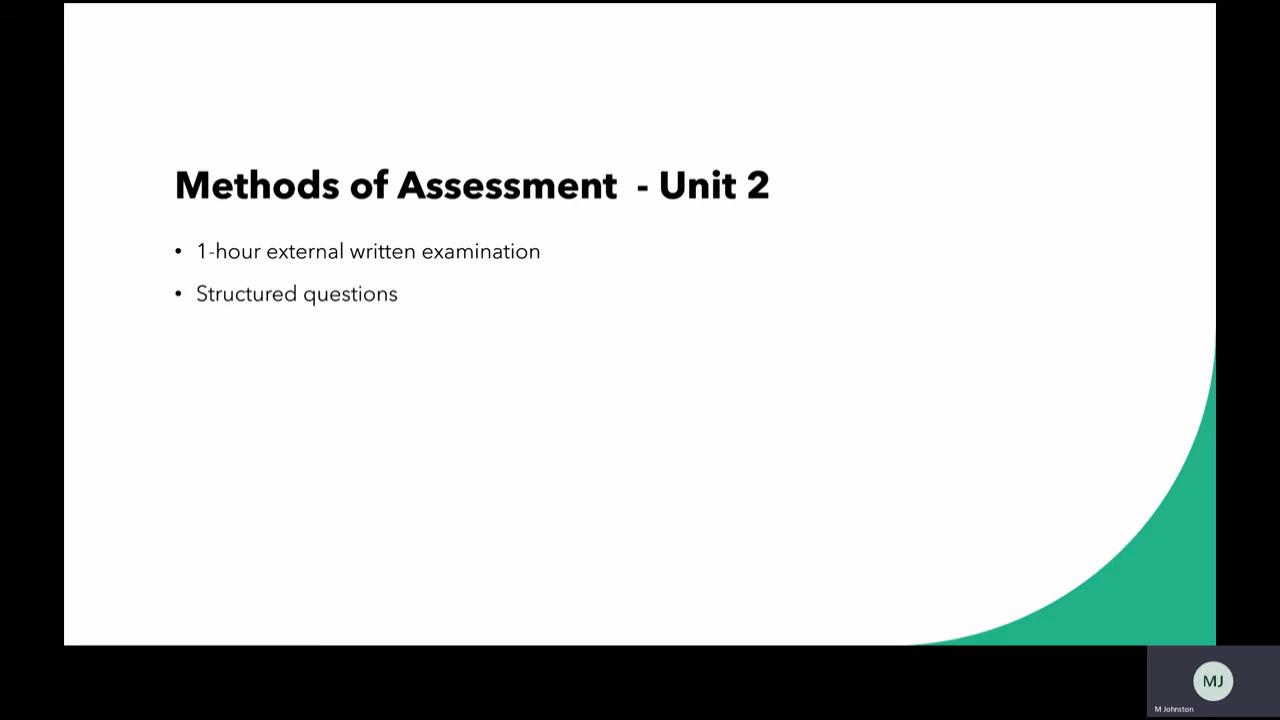 Methods of Assessment - Unit 2
• 1-hour external written examination
• Structured questions
MJ
M Johnston